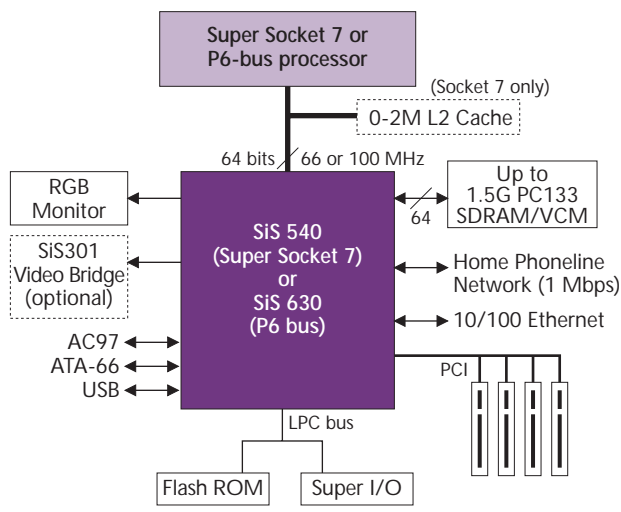 Super Socket 7 or
P6-bus processor
(Socket 7 only)
0-2M L2 Cache
64 bits
66 or 100 MHz
RGB
Monitor
SiS301
Video Bridge
(optional)
AC97
ATA-66
USB
SiS 540
(Super Socket 7)
or
SiS 630
(P6 bus)
64
Up to
1.5G PC133
SDRAM/VCM
Home Phoneline
Network (1 Mbps)
10/100 Ethernet
PCI
LPC bus
Flash ROM
Super I/O